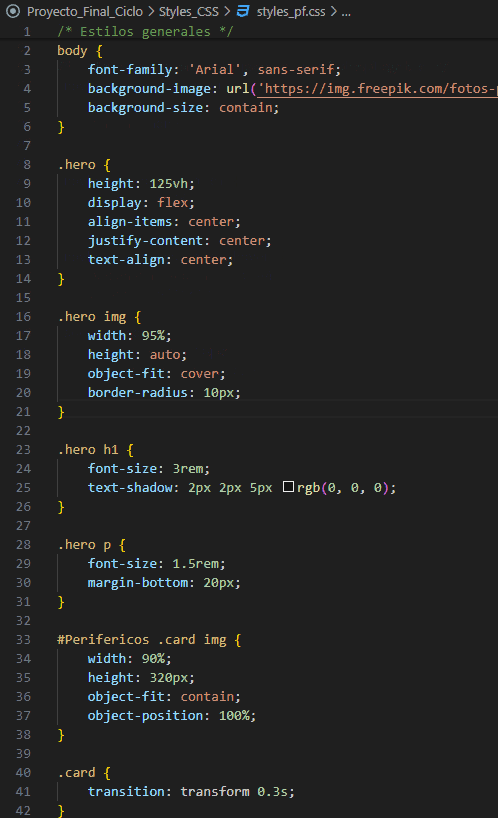 Proyecto_Final_Ciclo > Styles_CSS > styles_pf.css > ...
1 /* Estilos generales */
2 body {
3 font-family: 'Arial', sans-serif;
4 background-image: url('https://img.freepik.com/fotos-
5 background-size: contain;
6 }
7
8 .hero {
9 height: 125vh;
10 display: flex;
11 align-items: center;
12 justify-content: center;
13 text-align: center;
14 }
15
16 .hero img {
17 width: 95%;
18 height: auto;
19 object-fit: cover;
20 border-radius: 10px;
21 }
22
23 .hero h1 {
24 font-size: 3rem;
25 text-shadow: 2px 2px 5px rgb(0, 0, 0);
26 }
27
28 .hero p {
29 font-size: 1.5rem;
30 margin-bottom: 20px;
31 }
32
33 #Perifericos .card img {
34 width: 90%;
35 height: 320px;
36 object-fit: contain;
37 object-position: 100%;
38 }
39
40 .card {
41 transition: transform 0.3s;
42 }